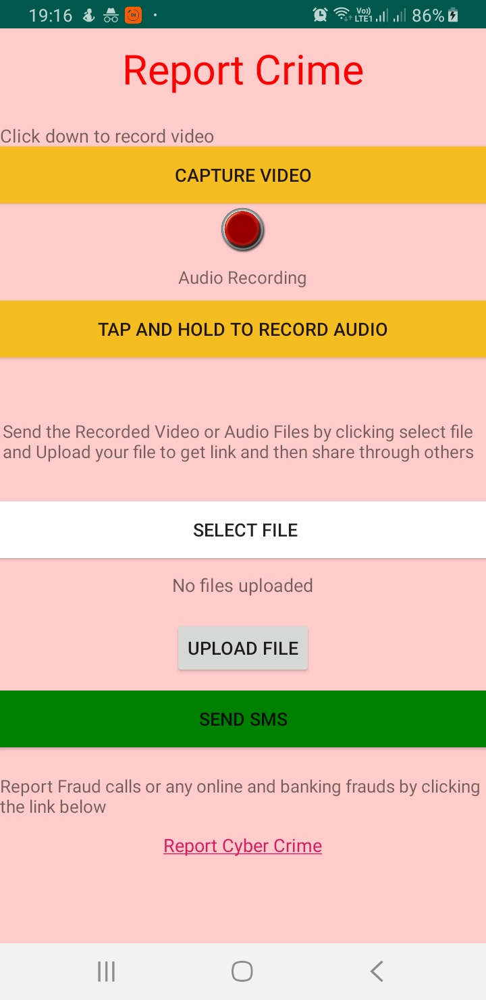 19:16
Vo)) LTE1 86%
Report Crime
Click down to record video
CAPTURE VIDEO
Audio Recording
TAP AND HOLD TO RECORD AUDIO
Send the Recorded Video or Audio Files by clicking select file
and Upload your file to get link and then share through others
SELECT FILE
No files uploaded
UPLOAD FILE
SEND SMS
Report Fraud calls or any online and banking frauds by clicking
the link below
Report Cyber Crime